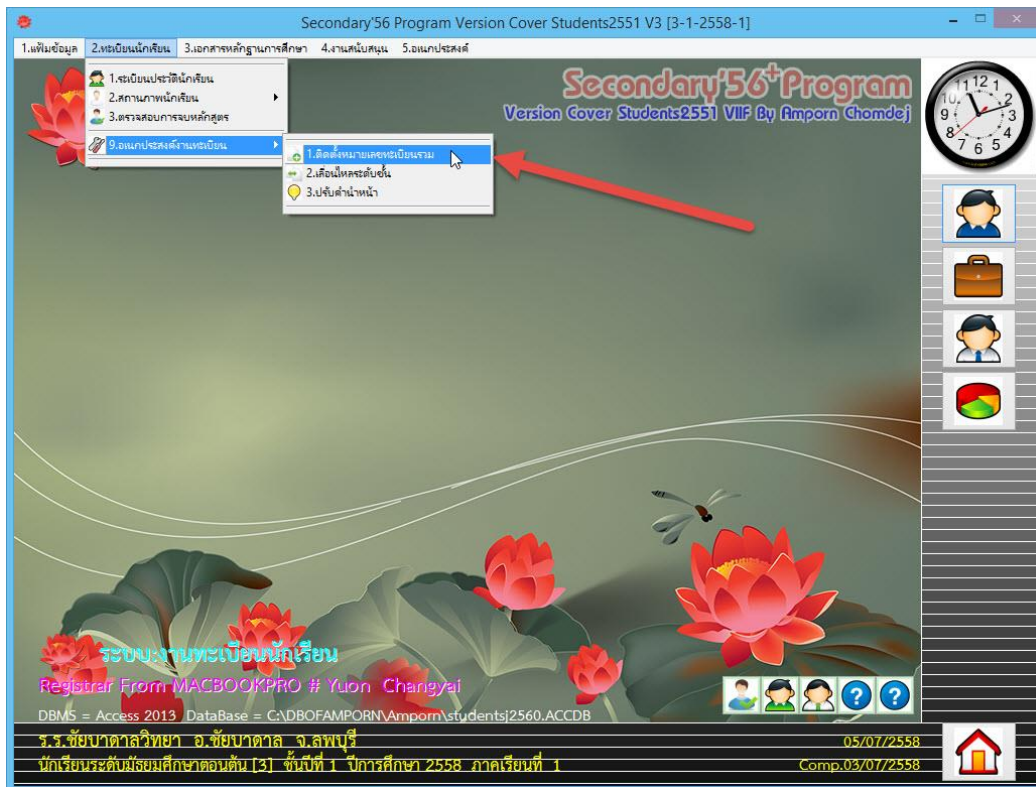 Secondary'56 Program Version Cover Students2551 V3 [3-1-2558-1]
1.แฟ้มข้อมูล 2.ทะเบียนนักเรียน 3.เอกสารหลักฐานการศึกษา 4.งานสนับสนุน 5.อเนกประสงค์
1.ระเบียนประวัตินักเรียน
2.สถานภาพนักเรียน
3.ตรวจสอบการจบหลักสูตร
9.อเนกประสงค์งานทะเบียน
1.ติดตั้งหมายเลขทะเบียนรวม
2.เลื่อนไหลระดับชั้น
3.ปรับคำนำหน้า
Secondary'56+Program
Version Cover Students2551 VIIF By Amporn Chomdej
12 1 2 3 4 5 6 7 8 9 10 11
ระบบ:งานทะเบียนนักเรียน
Registrar From MACBOOKPRO # Yuon Changyai
DBMS = Access 2013 DataBase = C:\DBOFAMPORN\Amporn\studentsj2560.ACCDB
ร.ร.ชัยบาดาลวิทยา อ.ชัยบาดาล จ.ลพบุรี 05/07/2558
นักเรียนระดับมัธยมศึกษาตอนต้น [3] ชั้นปีที่ 1 ปีการศึกษา 2558 ภาคเรียนที่ 1 Comp.03/07/2558